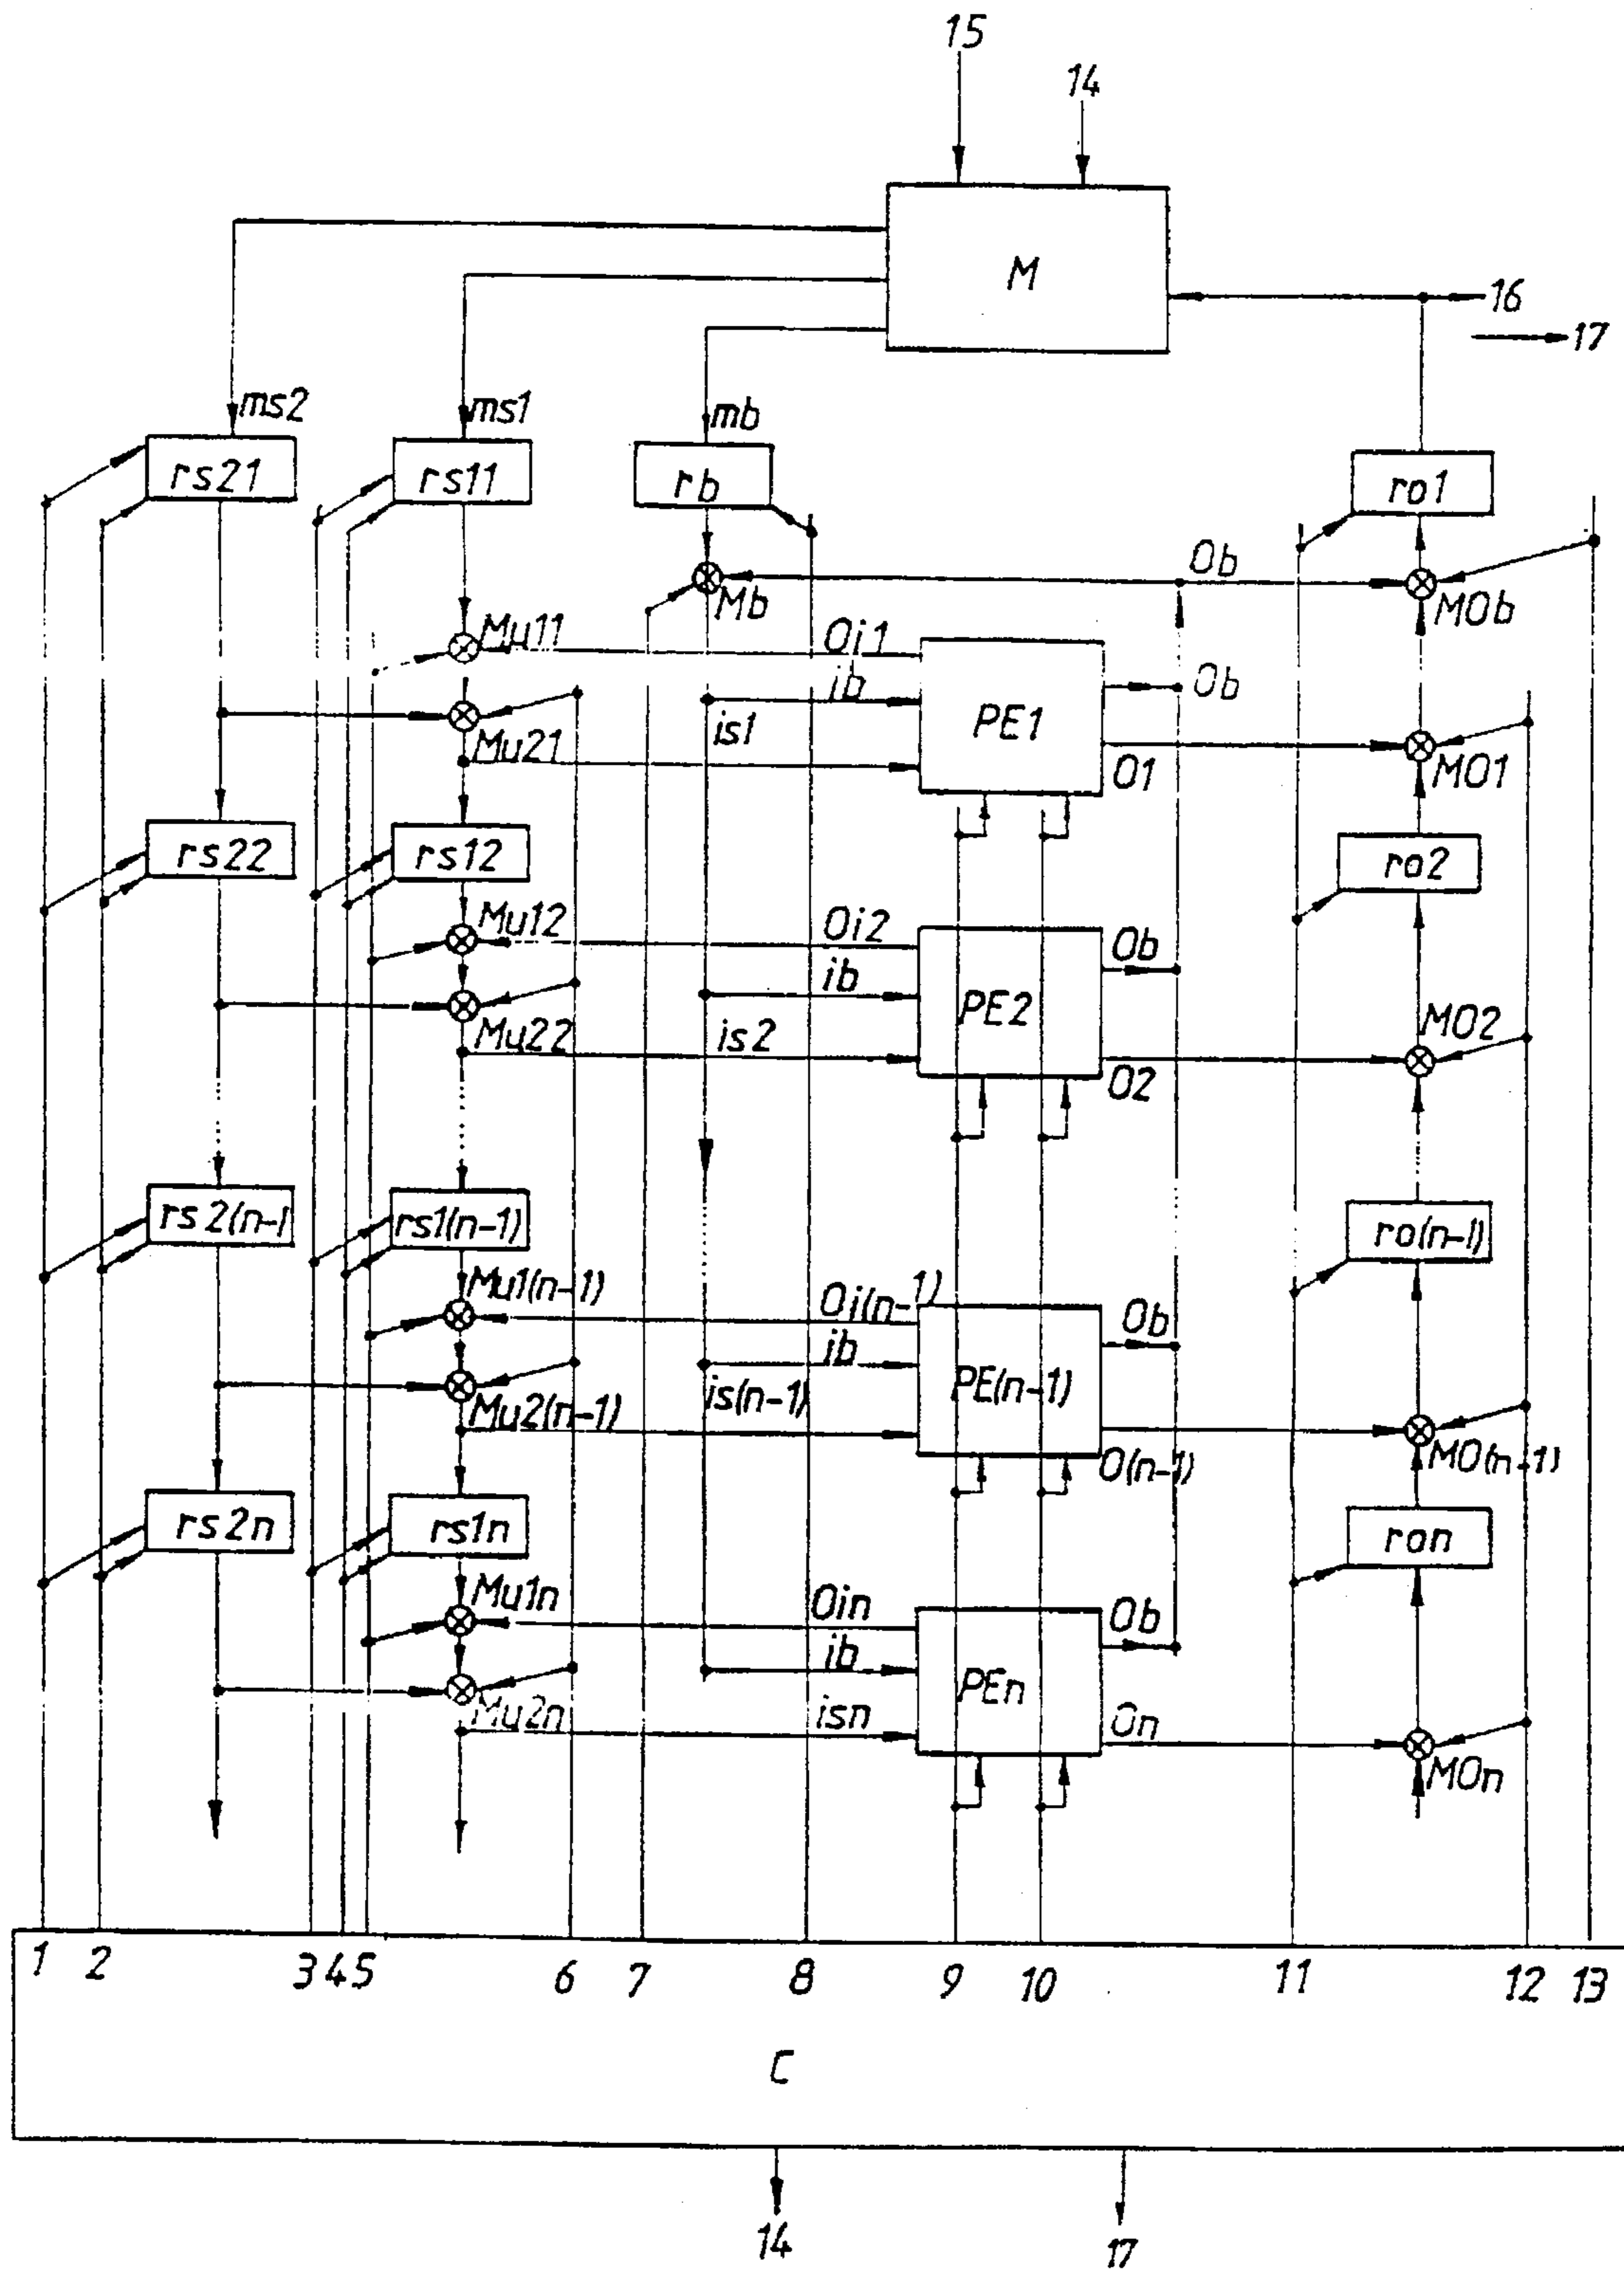 15
14
M
16
17
ms2
ms1
mb
rs21
rs11
rb
ro1
Ob
Mb
MOb
Mu11
Oi1
ib
Ob
PE1
is1
Mu21
O1
MO1
rs22
rs12
ro2
Mu12
Oi2
Ob
ib
PE2
is2
Mu22
MO2
O2
rs2(n-1
rs1(n-1)
ro(n-1)
Mu1(n-1)
Oi(n-1)
Ob
ib
PE(n-1)
is(n-1)
Mu2(n-1)
O(n-1)
MO(n-1)
rs2n
rs1n
ron
Mu1n
Oin
Ob
ib
PEn
Mu2n
isn
On
MOn
1 2 3 4 5 6 7 8 9 10 11 12 13
C
14
17